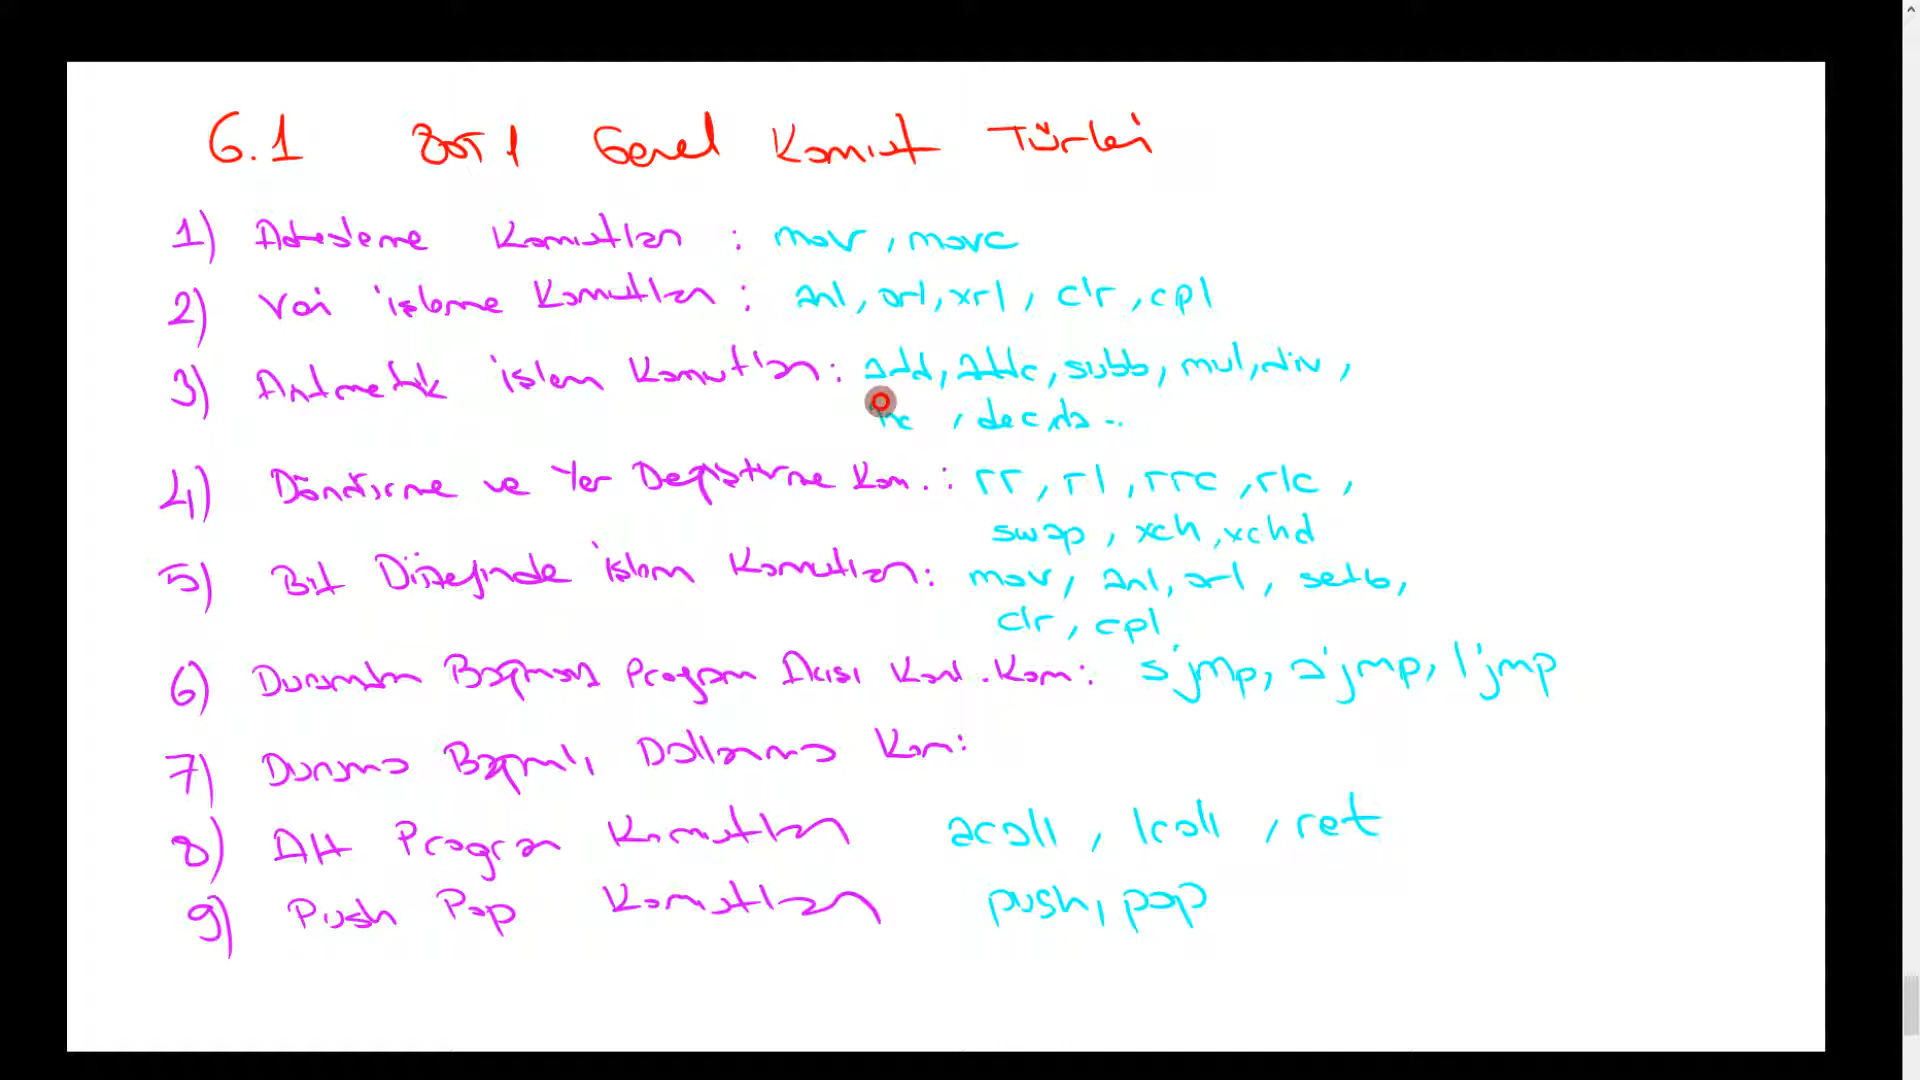 6.1 8051 Genel Komut Türleri
1) Adresleme Komutları : mov, movc
2) Veri işleme Komutları : anl, orl, xrl, clr, cpl
3) Aritmetik işlem Komutları : add, addc, subb, mul, div,
inc, dec, da ..
4) Döndürme ve Yer Değiştirme Kom. : rr, rl, rrc, rlc,
swap, xch, xchd
5) Bit Düzeyinde işlem Komutları : mov, anl, orl, setb,
clr, cpl
6) Durumdan Bağımsız Program Akısı Kont. Kom : sjmp, ajmp, ljmp
7) Duruma Bağımlı Dallanma Kom :
8) Alt Program Komutları acall, lcall, ret
9) Push Pop Komutları push, pop